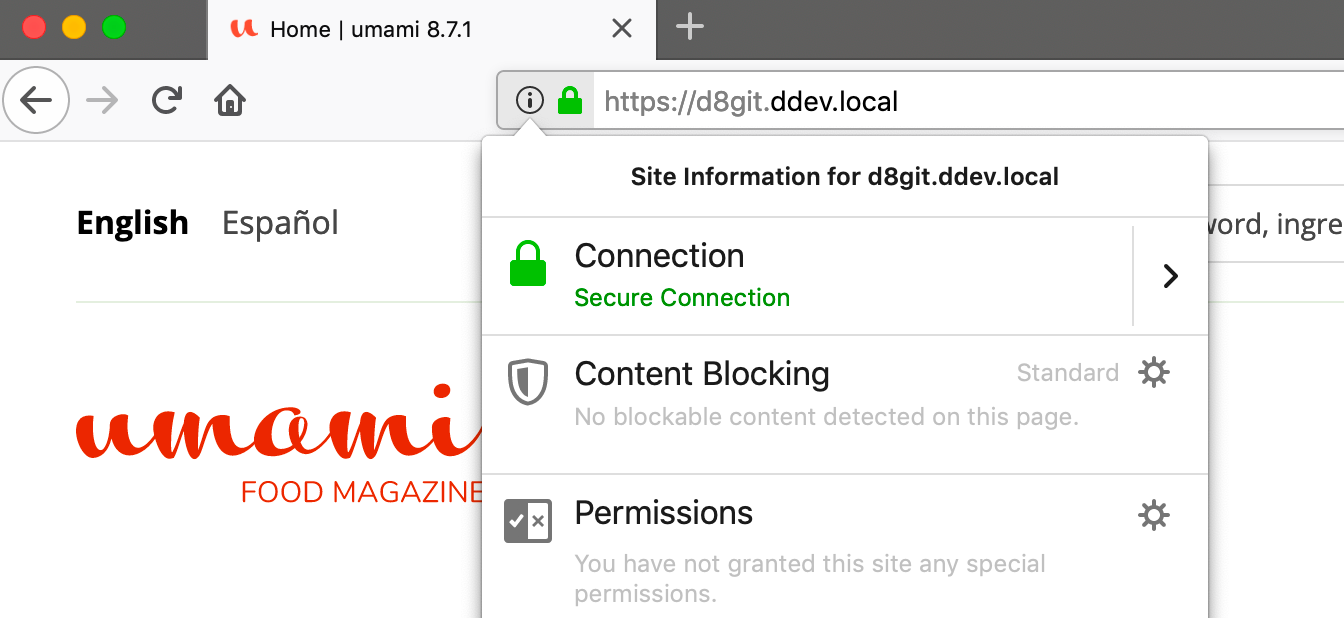 Home | umami 8.7.1
https://d8git.ddev.local
Site Information for d8git.ddev.local
English Español
word, ingre
Connection
Secure Connection
Content Blocking Standard
No blockable content detected on this page.
umami
FOOD MAGAZINE
Permissions
You have not granted this site any special
permissions.